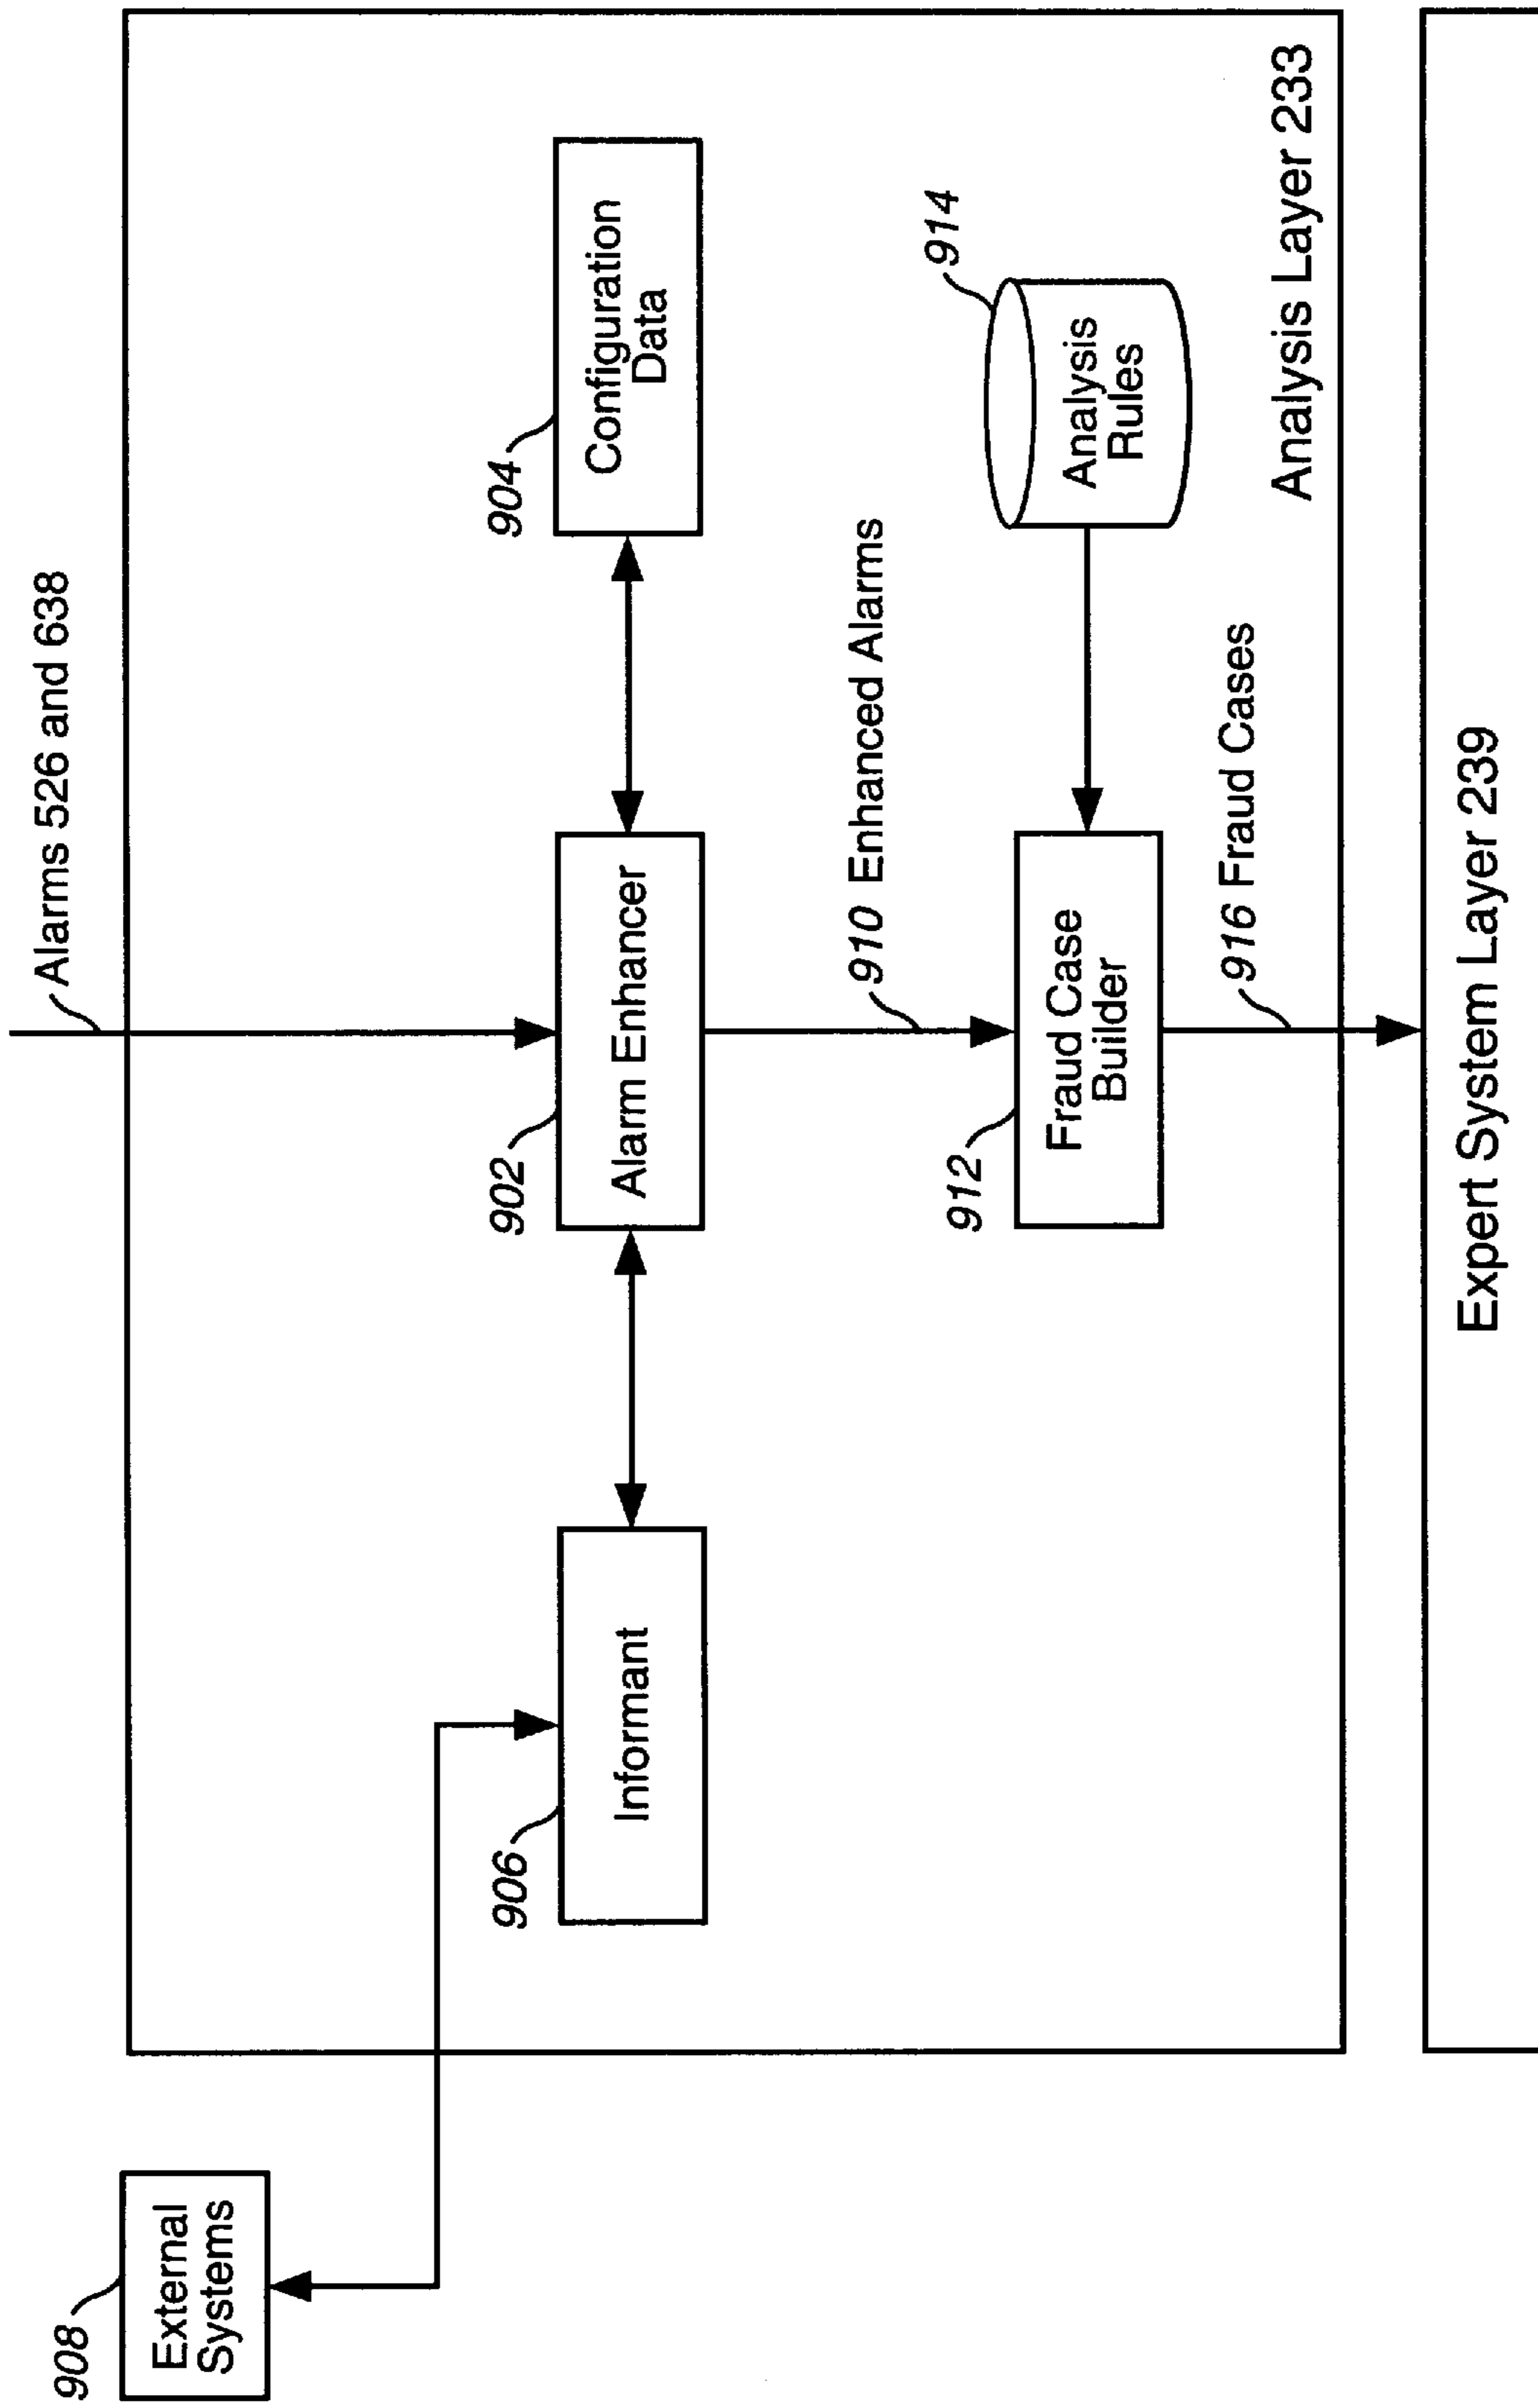 Alarms 526 and 638
908
External
Systems
906
Informant
902
Alarm Enhancer
904
Configuration
Data
910 Enhanced Alarms
912
Fraud Case
Builder
914
Analysis
Rules
916 Fraud Cases
Analysis Layer 233
Expert System Layer 239